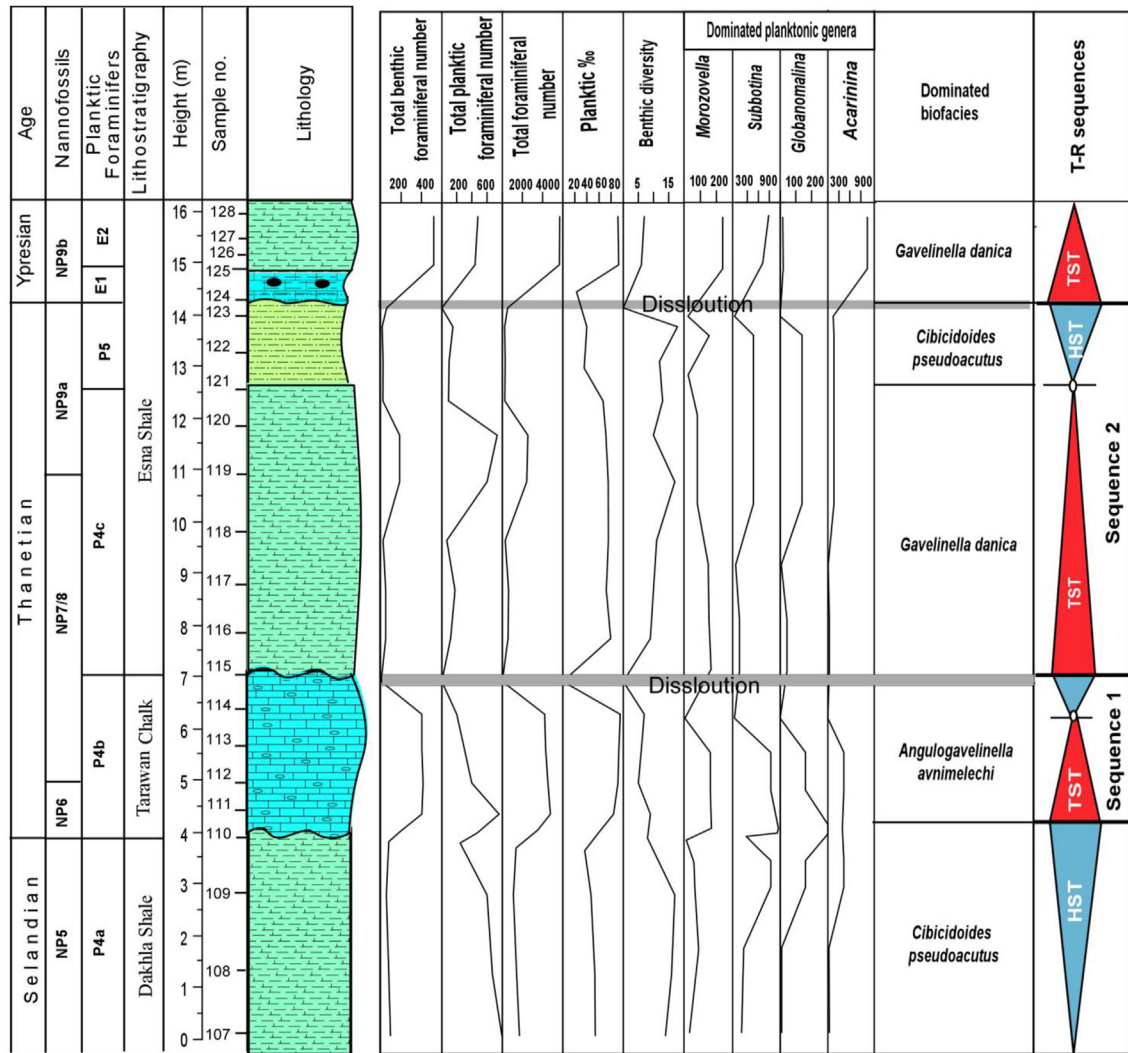 Age
Nannofossils
Planktic
Foraminifers
Lithostratigraphy
Height (m)
Sample no.
Lithology
Total benthic
foraminiferal number
Total planktic
foraminiferal number
Total foraminiferal
number
Planktic ‰
Benthic diversity
Dominated planktonic genera
Morozovella
Subbotina
Globanomalina
Acarinina
Dominated
biofacies
T-R sequences
200 400
200 600
2000 4000
20 40 60 80
5 15
100 200
300 900
100 200
300 900
Ypresian
Thanetian
Selandian
NP9b
NP9a
NP7/8
NP6
NP5
E2
E1
P5
P4c
P4b
P4a
Esna Shale
Tarawan Chalk
Dakhla Shale
16
15
14
13
12
11
10
9
8
7
6
5
4
3
2
1
0
128
127
126
125
124
123
122
121
120
119
118
117
116
115
114
113
112
111
110
109
108
107
Dissloution
Dissloution
Gavelinella danica
Cibicidoides
pseudoacutus
Gavelinella danica
Angulogavelinella
avnimelechi
Cibicidoides
pseudoacutus
TST
HST
TST
TST
HST
Sequence 2
Sequence 1